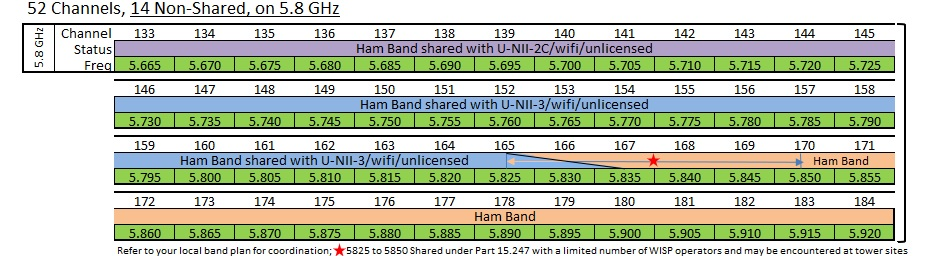 52 Channels, 14 Non-Shared, on 5.8 GHz
5.8 GHz
Channel 133 134 135 136 137 138 139 140 141 142 143 144 145
Status Ham Band shared with U-NII-2C/wifi/unlicensed
Freq 5.665 5.670 5.675 5.680 5.685 5.690 5.695 5.700 5.705 5.710 5.715 5.720 5.725
146 147 148 149 150 151 152 153 154 155 156 157 158
Ham Band shared with U-NII-3/wifi/unlicensed
5.730 5.735 5.740 5.745 5.750 5.755 5.760 5.765 5.770 5.775 5.780 5.785 5.790
159 160 161 162 163 164 165 166 167 168 169 170 171
Ham Band shared with U-NII-3/wifi/unlicensed Ham Band
5.795 5.800 5.805 5.810 5.815 5.820 5.825 5.830 5.835 5.840 5.845 5.850 5.855
172 173 174 175 176 177 178 179 180 181 182 183 184
Ham Band
5.860 5.865 5.870 5.875 5.880 5.885 5.890 5.895 5.900 5.905 5.910 5.915 5.920
Refer to your local band plan for coordination; ★5825 to 5850 Shared under Part 15.247 with a limited number of WISP operators and may be encountered at tower sites